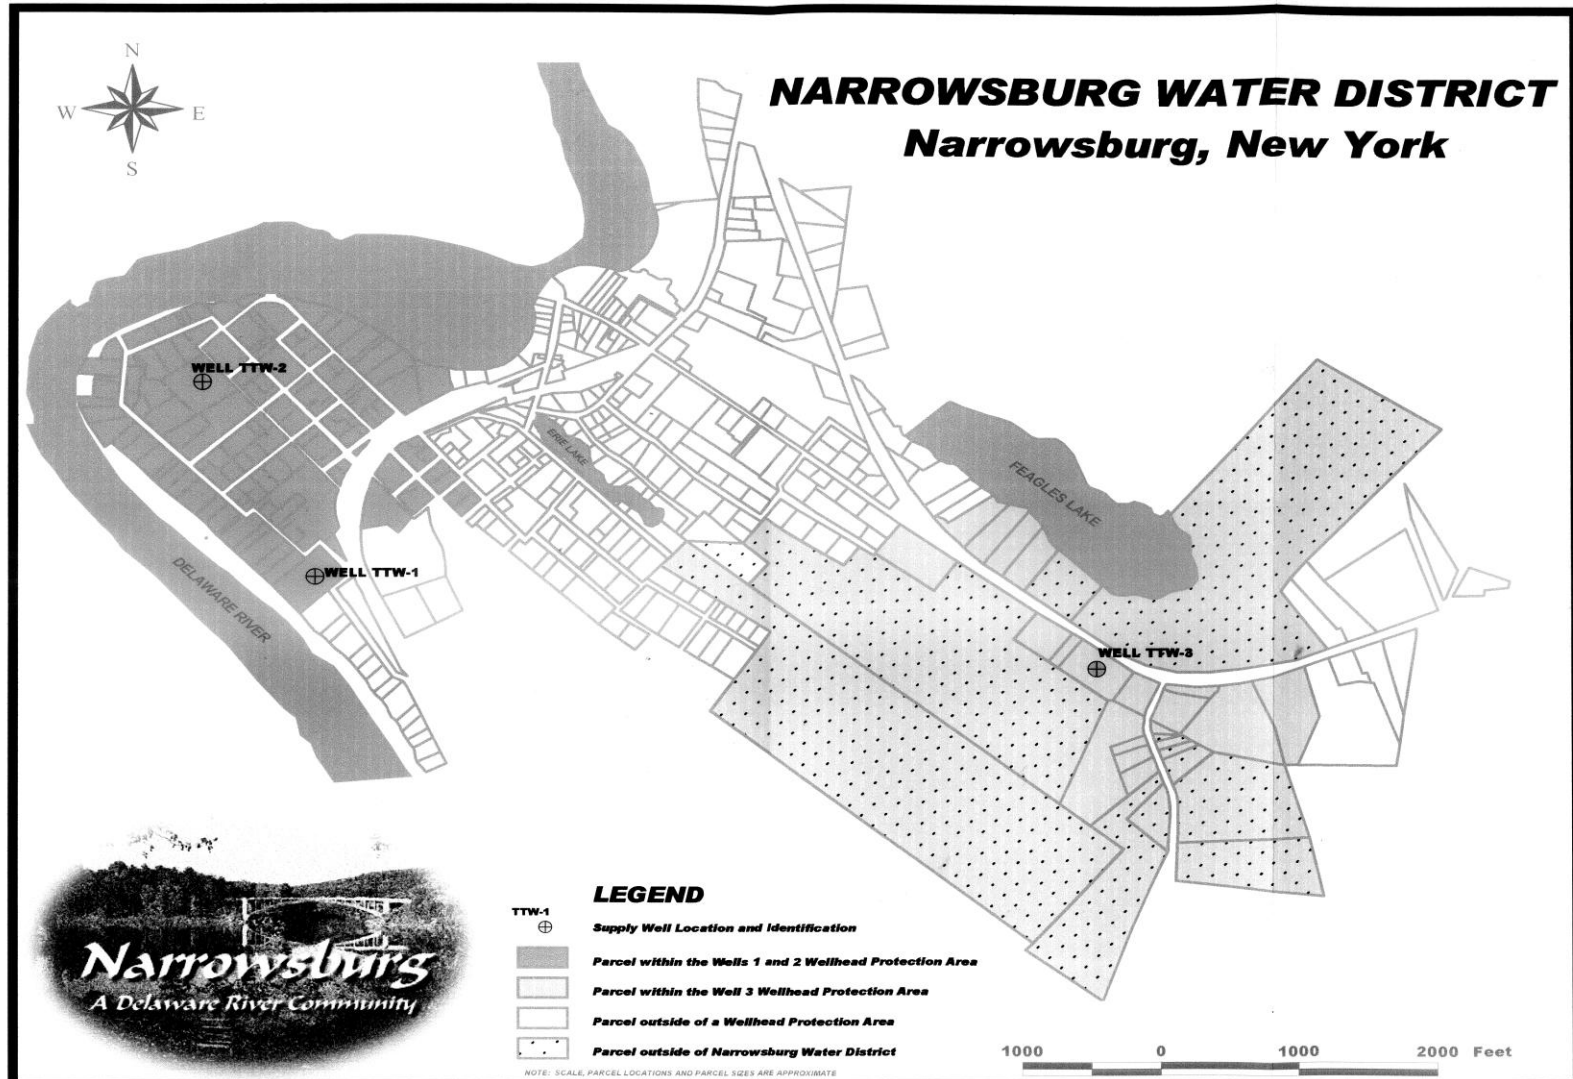 N
W E
S
NARROWSBURG WATER DISTRICT
Narrowsburg, New York
WELL TTW-2
ERIE LAKE
FEAGLES LAKE
WELL TTW-1
DELAWARE RIVER
WELL TTW-3
Narrowsburg
A Delaware River Community
LEGEND
TTW-1
Supply Well Location and Identification
Parcel within the Wells 1 and 2 Wellhead Protection Area
Parcel within the Well 3 Wellhead Protection Area
Parcel outside of a Wellhead Protection Area
Parcel outside of Narrowsburg Water District
NOTE: SCALE, PARCEL LOCATIONS AND PARCEL SIZES ARE APPROXIMATE
1000 0 1000 2000 Feet